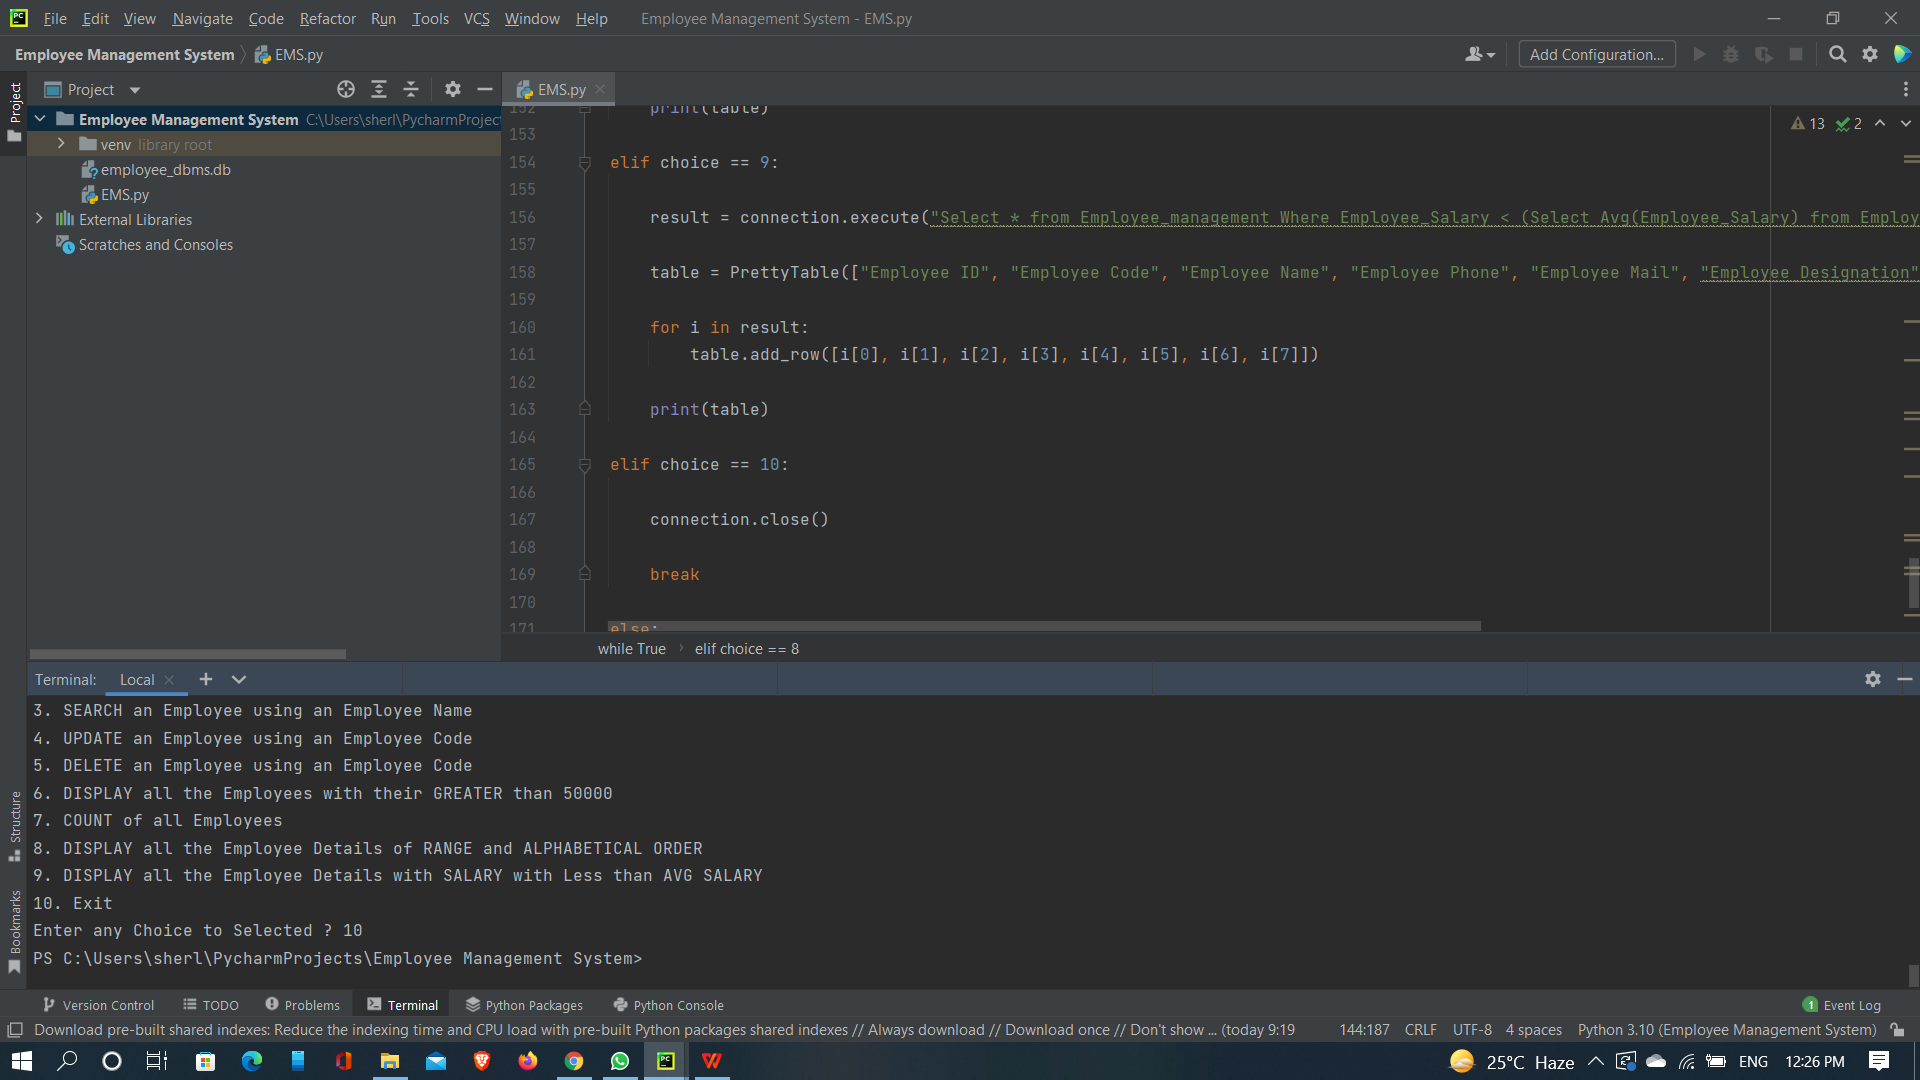 PC File Edit View Navigate Code Refactor Run Tools VCS Window Help Employee Management System - EMS.py
Employee Management System EMS.py Add Configuration...
Project
Project
EMS.py
Employee Management System C:\Users\sherl\PycharmProjec
venv library root
employee_dbms.db
EMS.py
External Libraries
Scratches and Consoles
13 2
152 print(table)
153
154 elif choice == 9:
155
156 result = connection.execute("Select * from Employee_management Where Employee_Salary < (Select Avg(Employee_Salary) from Employ
157
158 table = PrettyTable(["Employee ID", "Employee Code", "Employee Name", "Employee Phone", "Employee Mail", "Employee Designation"
159
160 for i in result:
161 table.add_row([i[0], i[1], i[2], i[3], i[4], i[5], i[6], i[7]])
162
163 print(table)
164
165 elif choice == 10:
166
167 connection.close()
168
169 break
170
171 else:
while True elif choice == 8
Terminal: Local
3. SEARCH an Employee using an Employee Name
4. UPDATE an Employee using an Employee Code
5. DELETE an Employee using an Employee Code
6. DISPLAY all the Employees with their GREATER than 50000
7. COUNT of all Employees
8. DISPLAY all the Employee Details of RANGE and ALPHABETICAL ORDER
9. DISPLAY all the Employee Details with SALARY with Less than AVG SALARY
10. Exit
Enter any Choice to Selected ? 10
PS C:\Users\sherl\PycharmProjects\Employee Management System>
Structure
Bookmarks
Version Control TODO Problems Terminal Python Packages Python Console 1 Event Log
Download pre-built shared indexes: Reduce the indexing time and CPU load with pre-built Python packages shared indexes // Always download // Download once // Don't show ... (today 9:19 144:187 CRLF UTF-8 4 spaces Python 3.10 (Employee Management System)
PC 25°C Haze ENG 12:26 PM